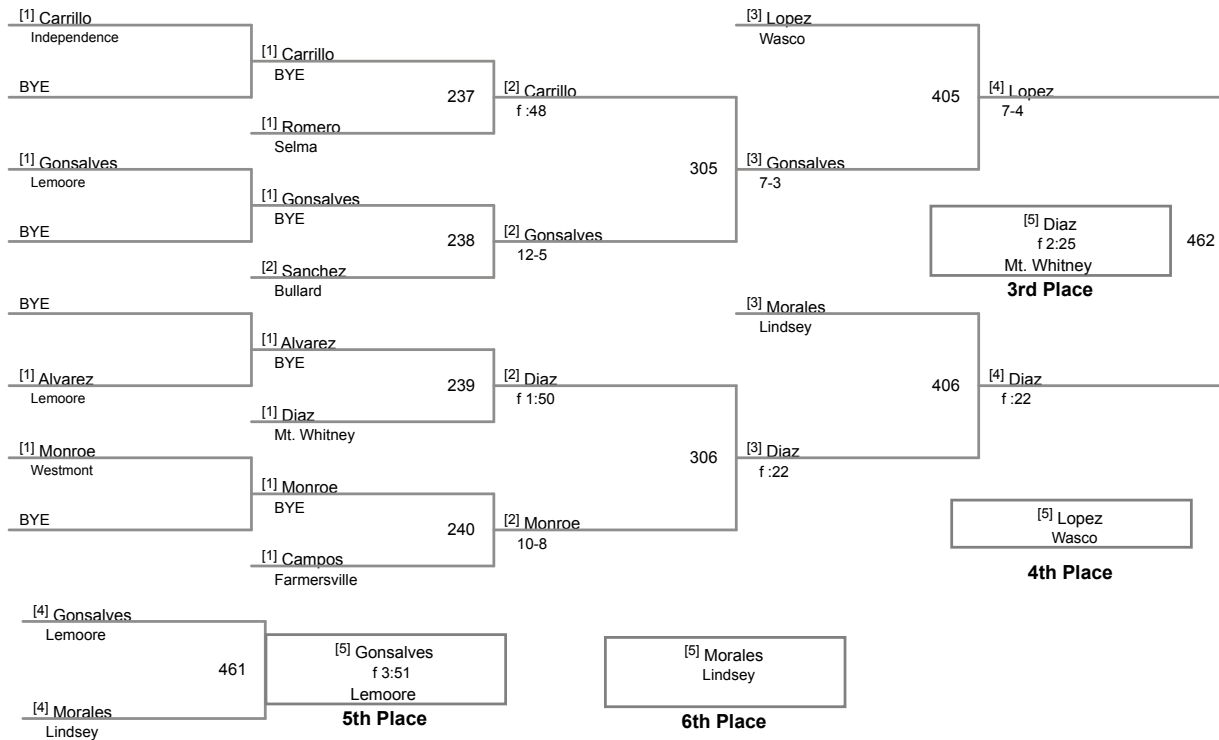 [1] Carrillo
Independence
BYE
[1] Gonsalves
Lemoore
BYE
BYE
[1] Alvarez
Lemoore
[1] Monroe
Westmont
BYE
[1] Carrillo
BYE
237
[1] Romero
Selma
[1] Gonsalves
BYE
238
[2] Sanchez
Bullard
[1] Alvarez
BYE
239
[1] Diaz
Mt. Whitney
[1] Monroe
BYE
240
[1] Campos
Farmersville
[2] Carrillo
f :48
305
[2] Gonsalves
12-5
[2] Diaz
f 1:50
306
[2] Monroe
10-8
[3] Lopez
Wasco
405
[3] Gonsalves
7-3
[3] Morales
Lindsey
406
[3] Diaz
f :22
[4] Lopez
7-4
[5] Diaz
f 2:25
Mt. Whitney
462
3rd Place
[4] Diaz
f :22
[5] Lopez
Wasco
4th Place
[4] Gonsalves
Lemoore
461
[4] Morales
Lindsey
[5] Gonsalves
f 3:51
Lemoore
5th Place
[5] Morales
Lindsey
6th Place